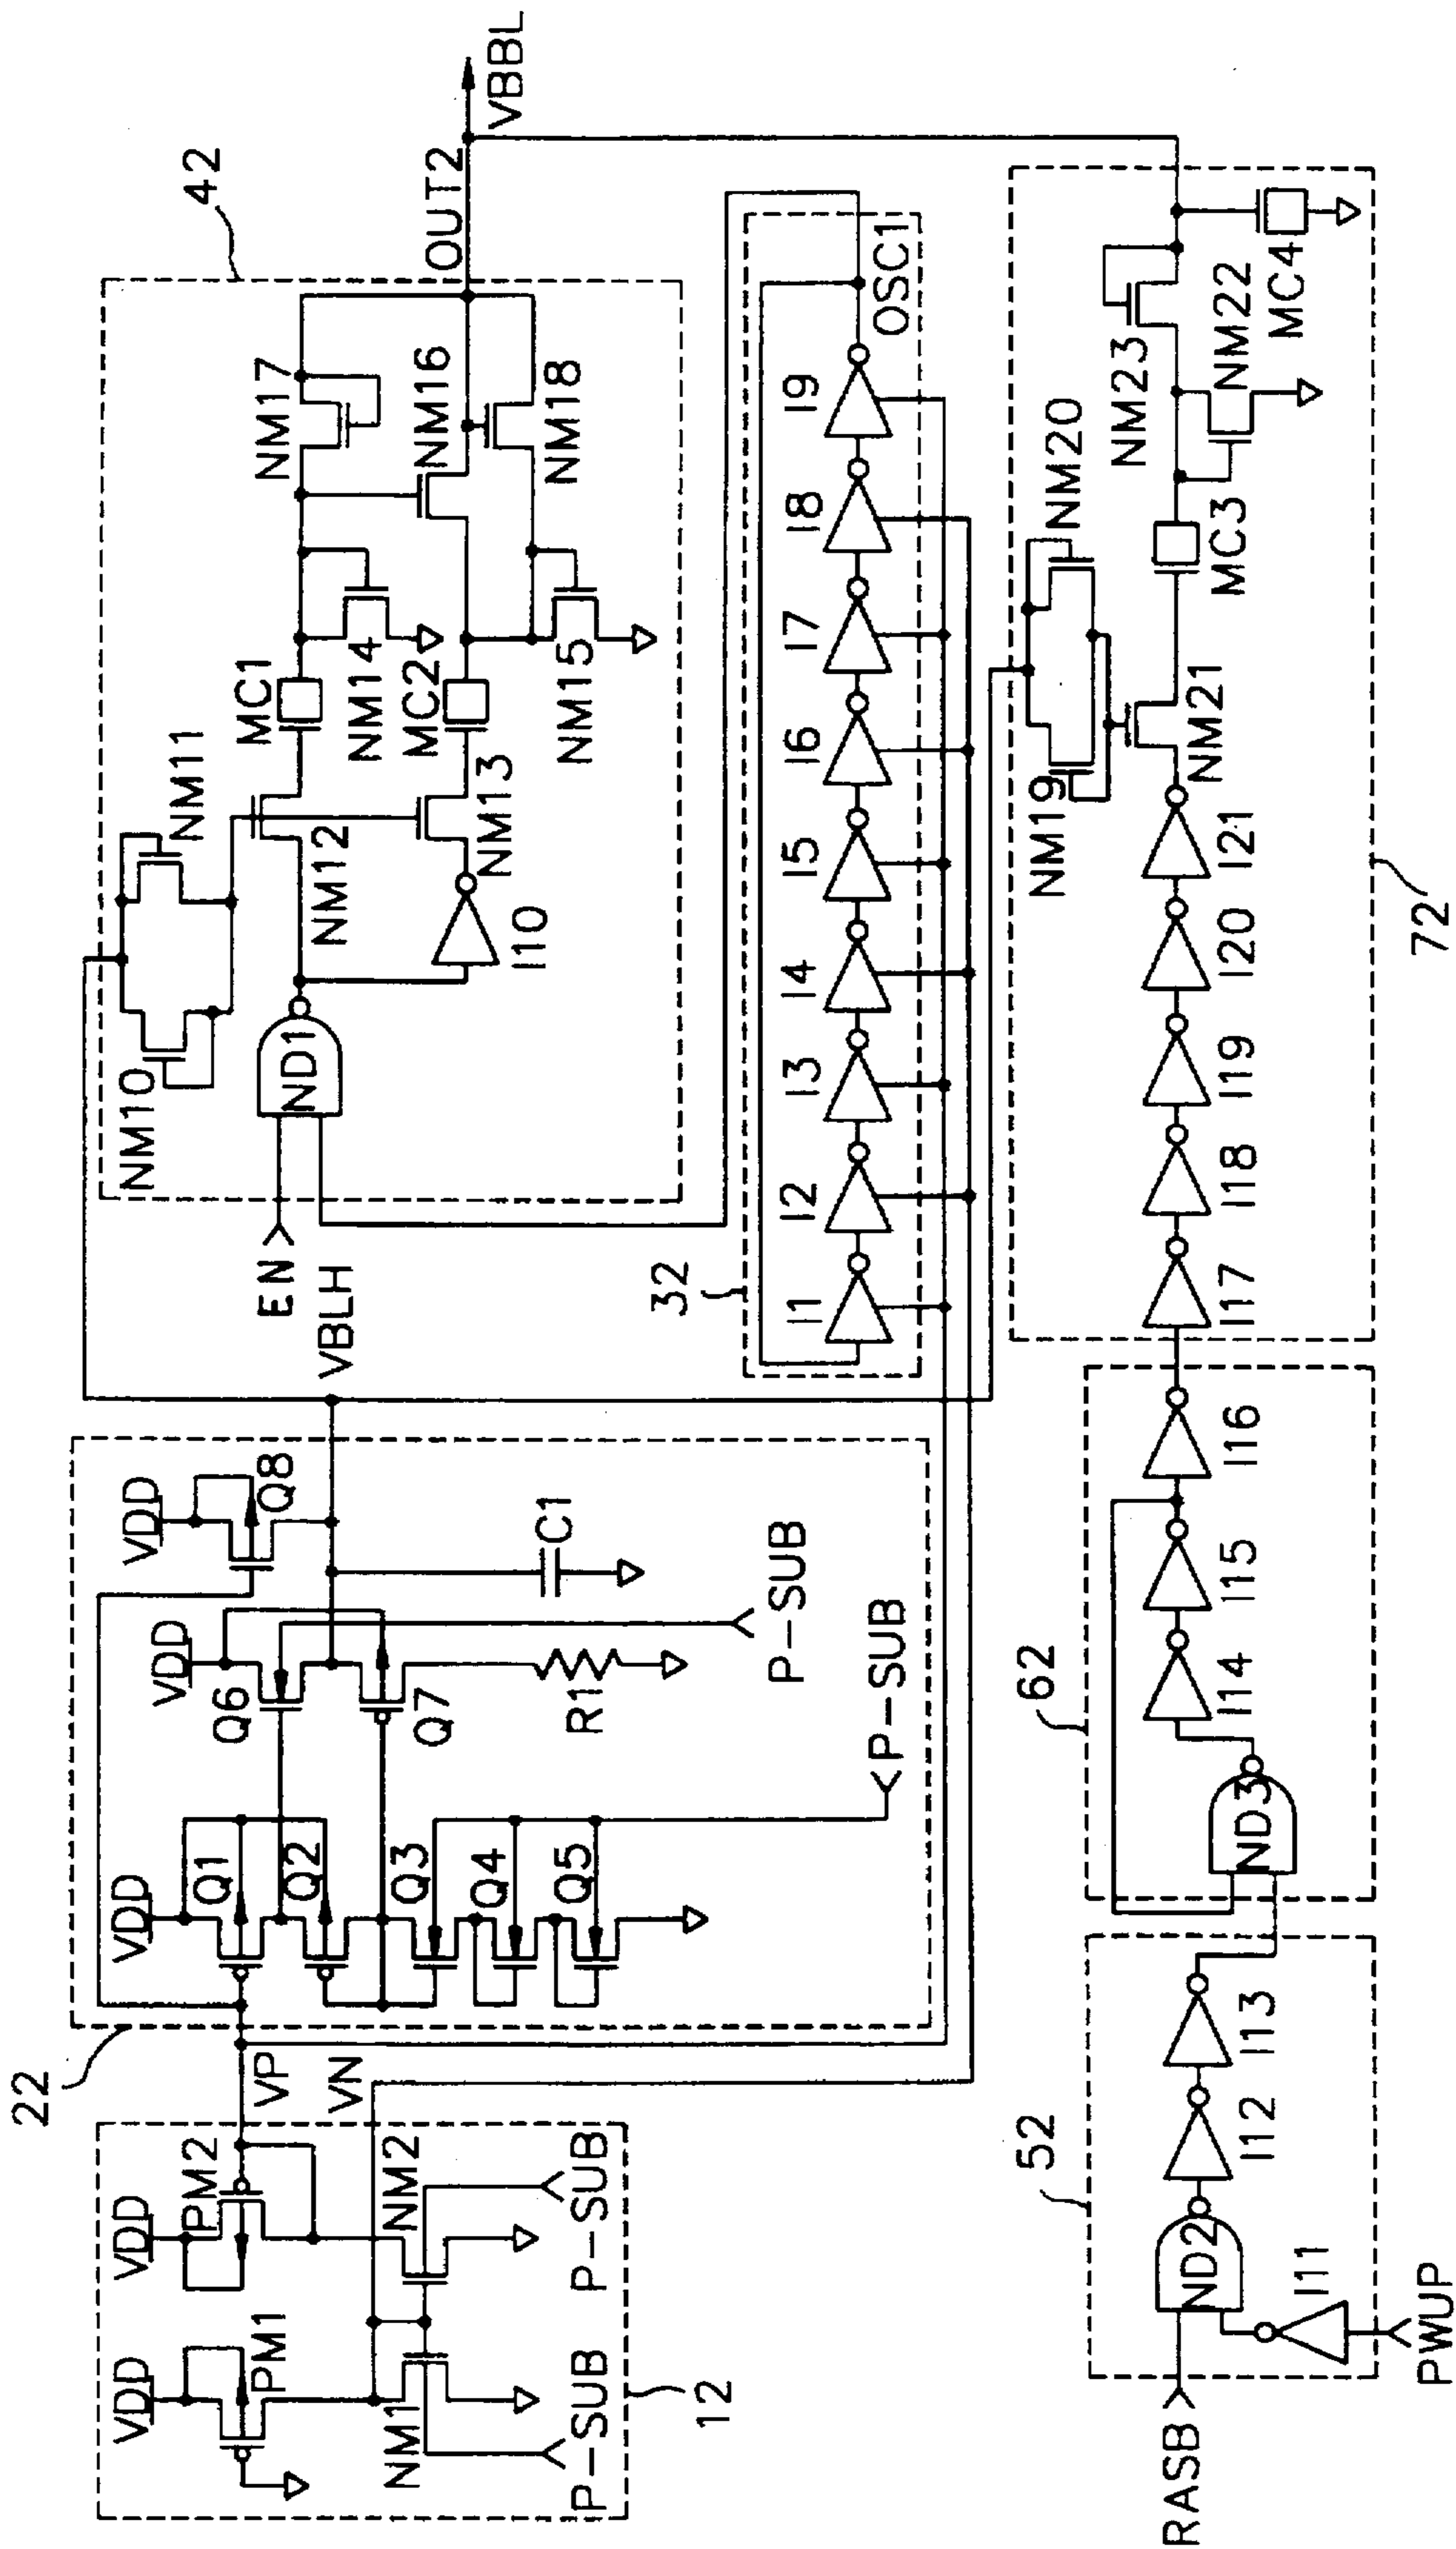 22
VDD
VDD
PM1
PM2
NM1
NM2
P-SUB
P-SUB
12
VP
VN
VDD
Q1
Q2
Q3
Q4
Q5
P-SUB
VDD
Q6
Q7
R1
P-SUB
VDD
Q8
C1
VBLH
EN
42
NM10
NM11
ND1
I10
NM12
NM13
MC1
MC2
NM14
NM15
NM16
NM17
NM18
OUT2
VBBL
32
I1
I2
I3
I4
I5
I6
I7
I8
I9
OSC1
RASB
PWUP
52
ND2
I11
I12
I13
62
ND3
I14
I15
I16
I17
I18
I19
I20
I21
NM19
NM20
NM21
MC3
NM22
NM23
MC4
72